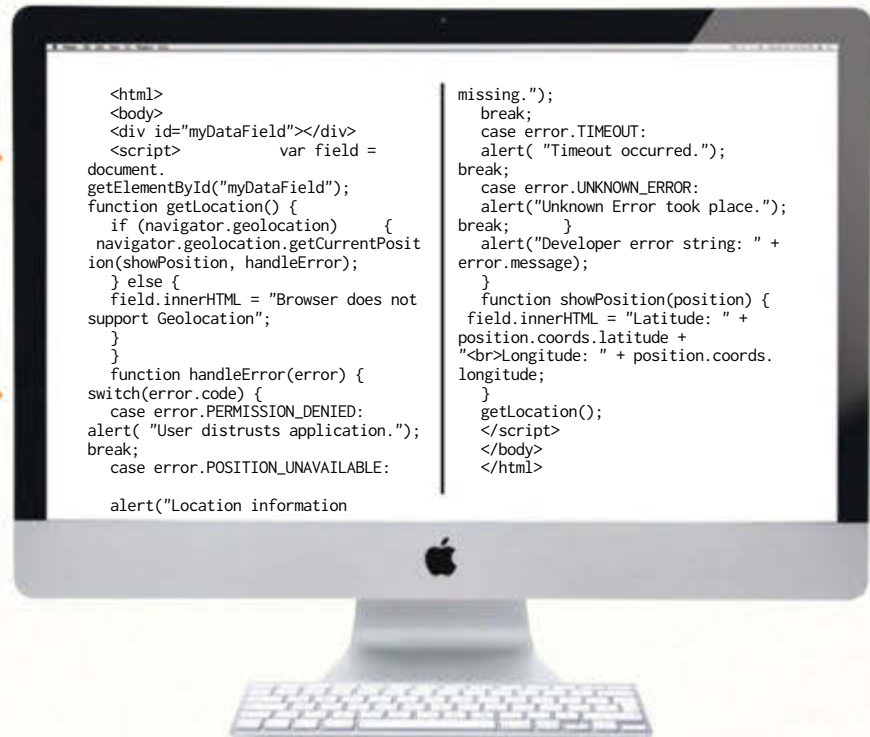 <html>
<body>
<div id="myDataField"></div>
<script> var field =
document.
getElementById("myDataField");
function getLocation() {
if (navigator.geolocation) {
navigator.geolocation.getCurrentPosit
ion(showPosition, handleError);
} else {
field.innerHTML = "Browser does not
support Geolocation";
}
}
function handleError(error) {
switch(error.code) {
case error.PERMISSION_DENIED:
alert( "User distrusts application.");
break;
case error.POSITION_UNAVAILABLE:
alert("Location information
missing.");
break;
case error.TIMEOUT:
alert( "Timeout occurred.");
break;
case error.UNKNOWN_ERROR:
alert("Unknown Error took place.");
break; }
alert("Developer error string: " +
error.message);
}
function showPosition(position) {
field.innerHTML = "Latitude: " +
position.coords.latitude +
"<br>Longitude: " + position.coords.
longitude;
}
getLocation();
</script>
</body>
</html>